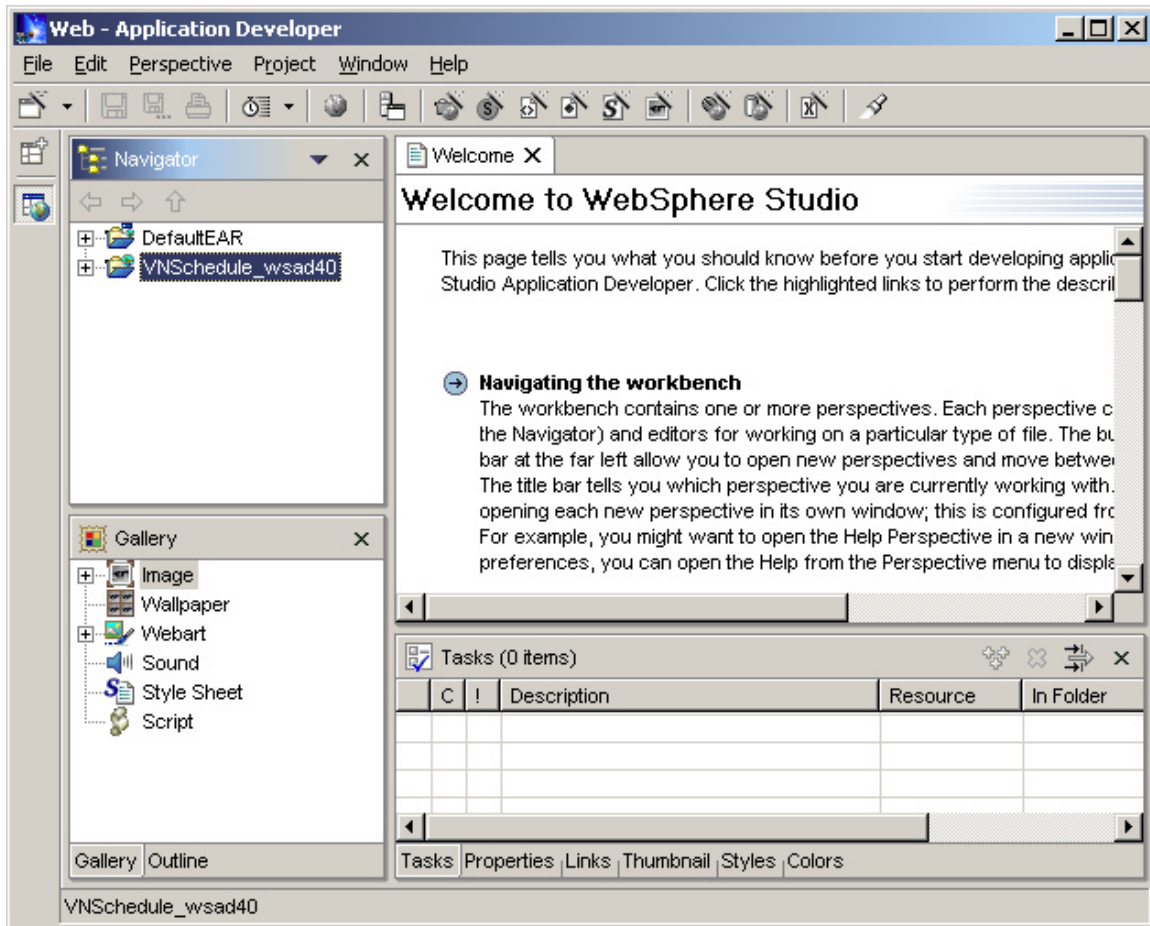 Web - Application Developer
File Edit Perspective Project Window Help
Navigator
DefaultEAR
VNSchedule_wsad40
Gallery
Image
Wallpaper
Webart
Sound
Style Sheet
Script
Gallery Outline
Welcome
Welcome to WebSphere Studio
This page tells you what you should know before you start developing applic
Studio Application Developer. Click the highlighted links to perform the descril
Navigating the workbench
The workbench contains one or more perspectives. Each perspective c
the Navigator) and editors for working on a particular type of file. The bu
bar at the far left allow you to open new perspectives and move betwe
The title bar tells you which perspective you are currently working with.
opening each new perspective in its own window; this is configured fro
For example, you might want to open the Help Perspective in a new win
preferences, you can open the Help from the Perspective menu to displa
Tasks (0 items)
C ! Description Resource In Folder
Tasks Properties Links Thumbnail Styles Colors
VNSchedule_wsad40